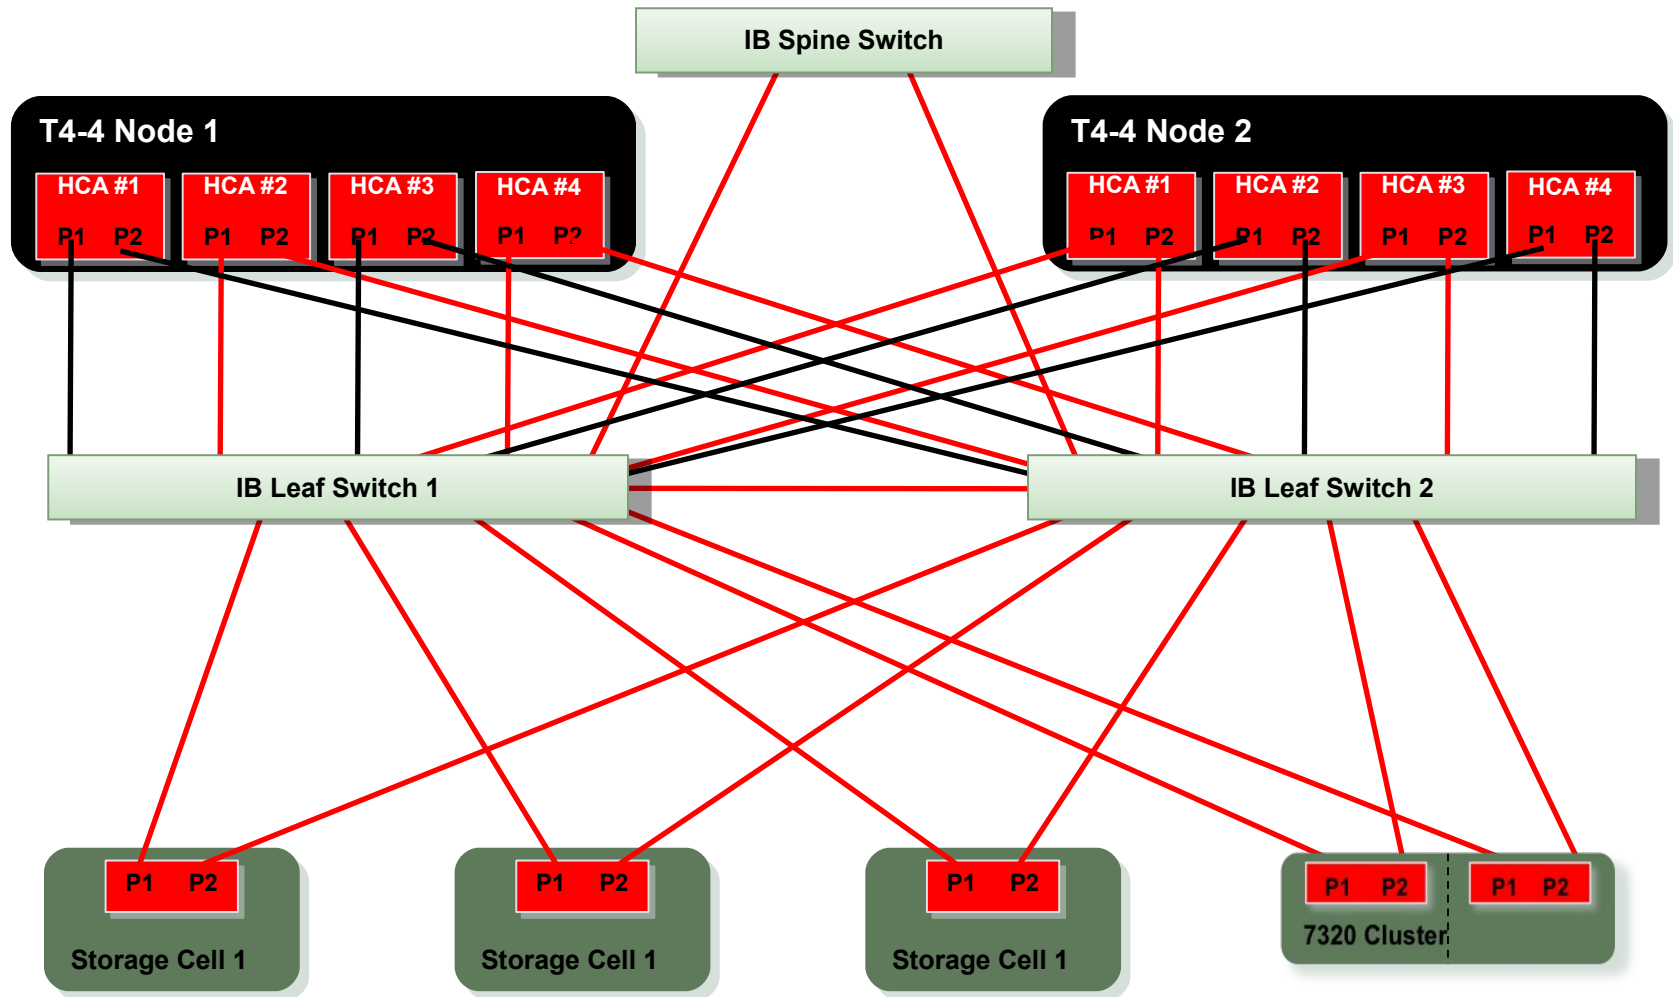 IB Spine Switch
T4-4 Node 1
HCA #1 HCA #2 HCA #3 HCA #4
P1 P2 P1 P2 P1 P2 P1 P2
T4-4 Node 2
HCA #1 HCA #2 HCA #3 HCA #4
P1 P2 P1 P2 P1 P2 P1 P2
IB Leaf Switch 1
IB Leaf Switch 2
P1 P2
Storage Cell 1
P1 P2
Storage Cell 1
P1 P2
Storage Cell 1
P1 P2 P1 P2
7320 Cluster